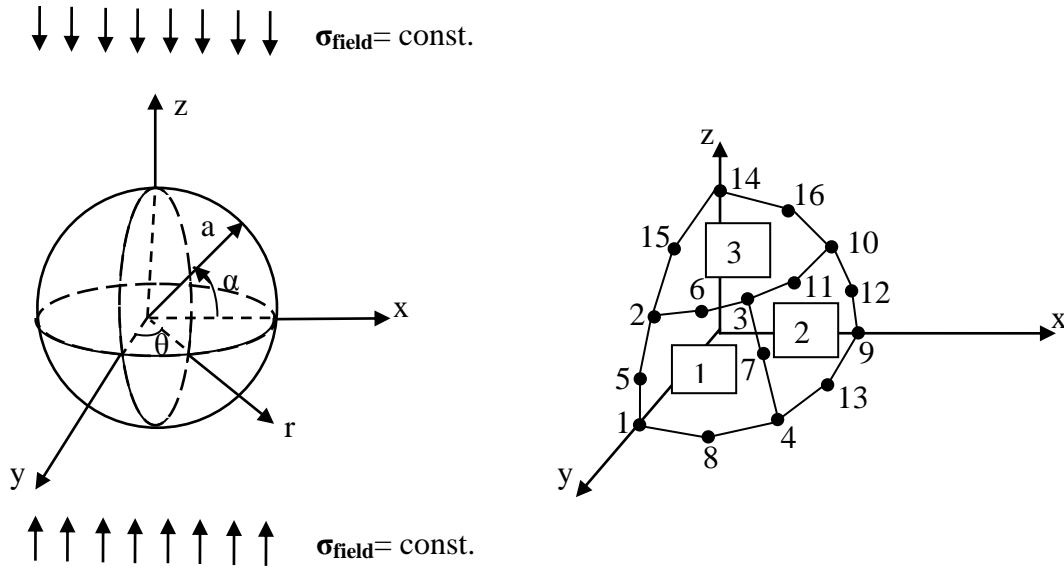 σfield= const.
z
a
α
x
θ
r
y
σfield= const.
z
14
16
15
3
10
11
12
6
2
3
2
x
9
7
1
5
13
1
4
8
y